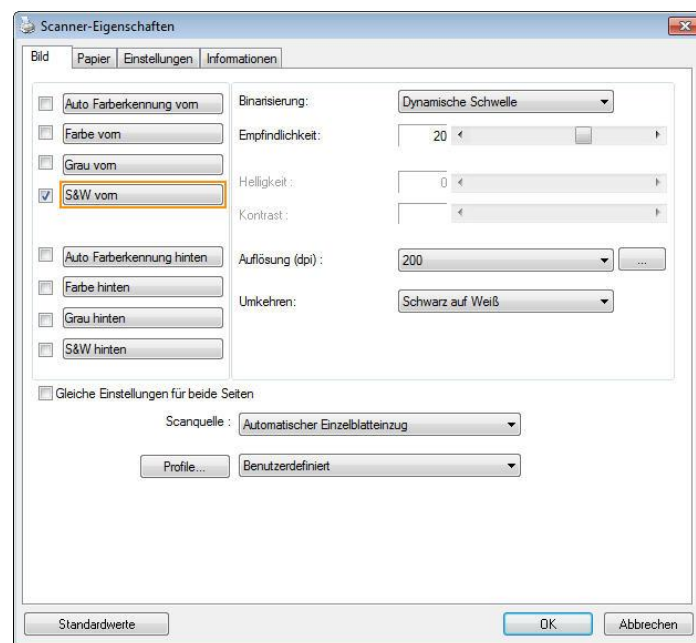 Scanner-Eigenschaften
Bild Papier Einstellungen Informationen
Auto Farberkennung vorn
Farbe vorn
Grau vorn
S&W vorn
Auto Farberkennung hinten
Farbe hinten
Grau hinten
S&W hinten
Binarisierung: Dynamische Schwelle
Empfindlichkeit: 20
Helligkeit : 0
Kontrast :
Auflösung (dpi) : 200 ...
Umkehren: Schwarz auf Weiß
Gleiche Einstellungen für beide Seiten
Scanquelle : Automatischer Einzelblatteinzug
Profile... Benutzerdefiniert
Standardwerte OK Abbrechen